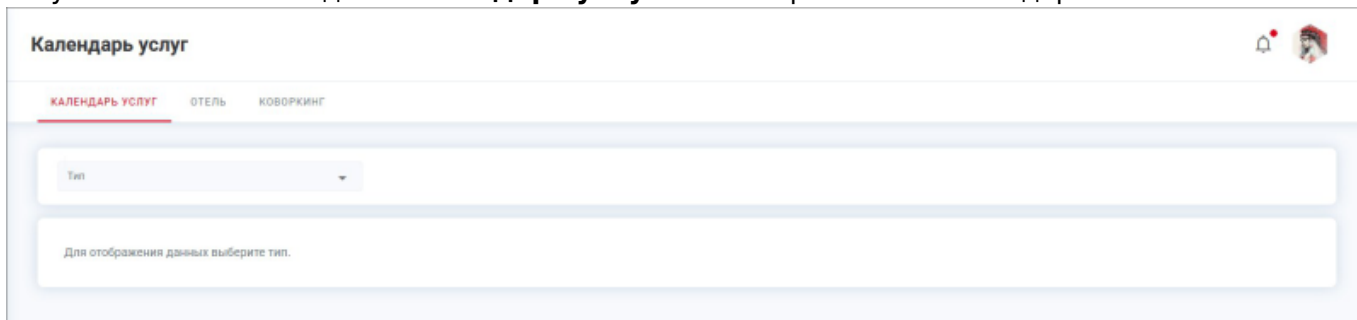 Календарь услуг
КАЛЕНДАРЬ УСЛУГ ОТЕЛЬ КОВОРКИНГ
Тип
Для отображения данных выберите тип.